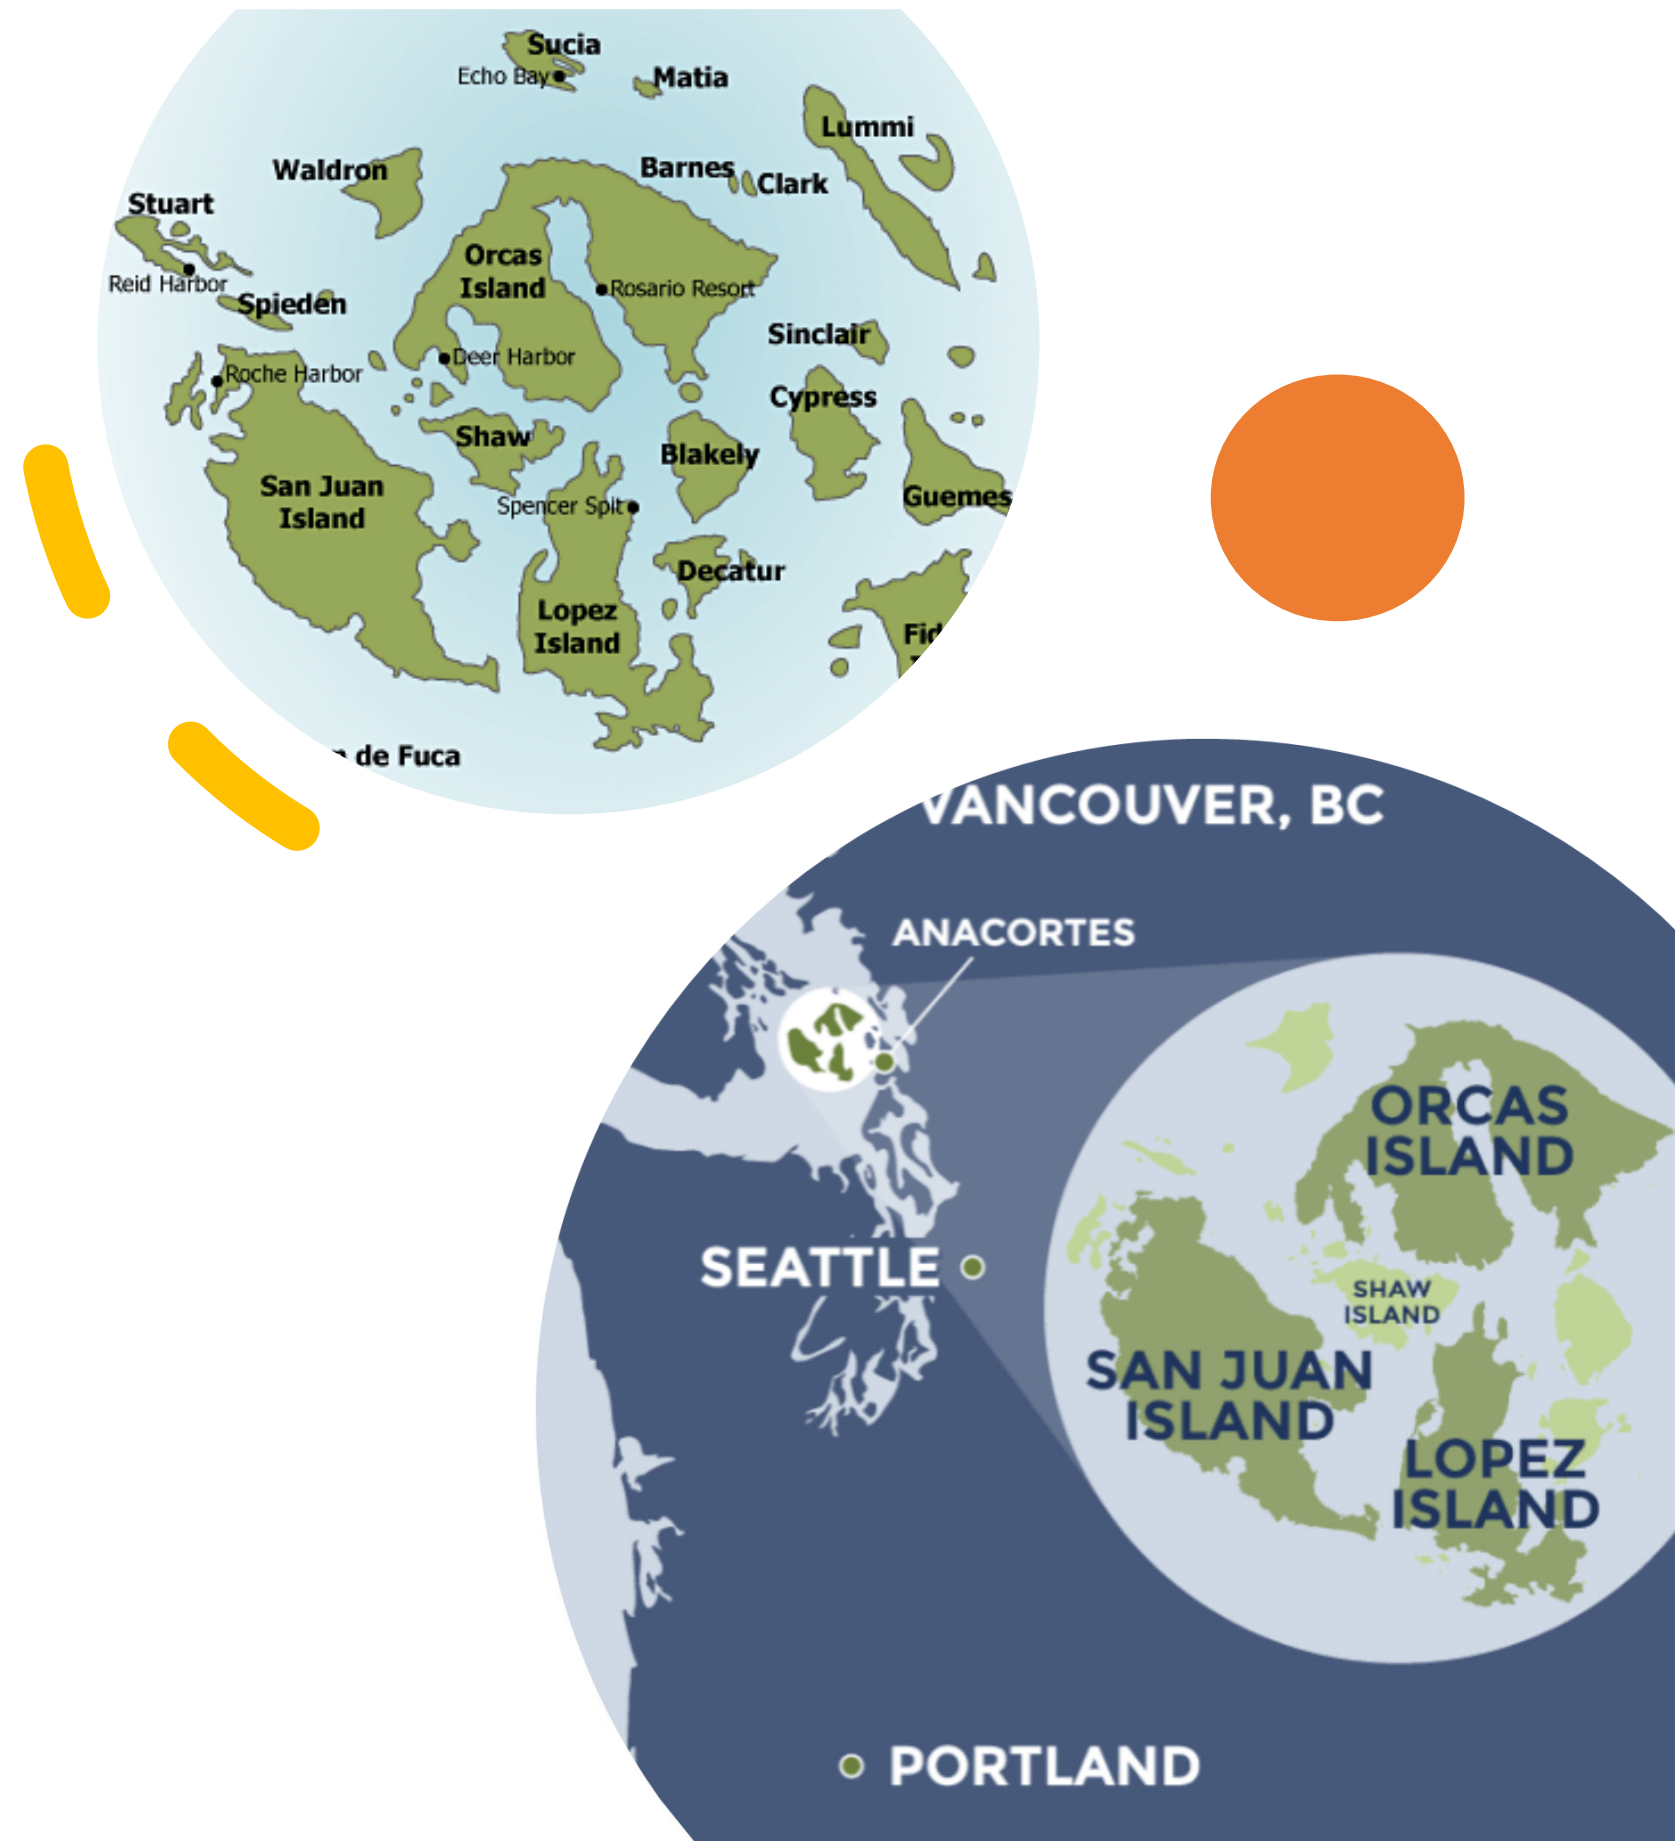 Sucia
Echo Bay
Matia
Lummi
Waldron
Barnes
Clark
Stuart
Orcas
Island
Reid Harbor
Rosario Resort
Spieden
Sinclair
Deer Harbor
Roche Harbor
Cypress
Shaw
Blakely
San Juan
Island
Guemes
Spencer Spit
Decatur
Lopez
Island
Fid
de Fuca
VANCOUVER, BC
ANACORTES
ORCAS
ISLAND
SEATTLE
SHAW
ISLAND
SAN JUAN
ISLAND
LOPEZ
ISLAND
PORTLAND